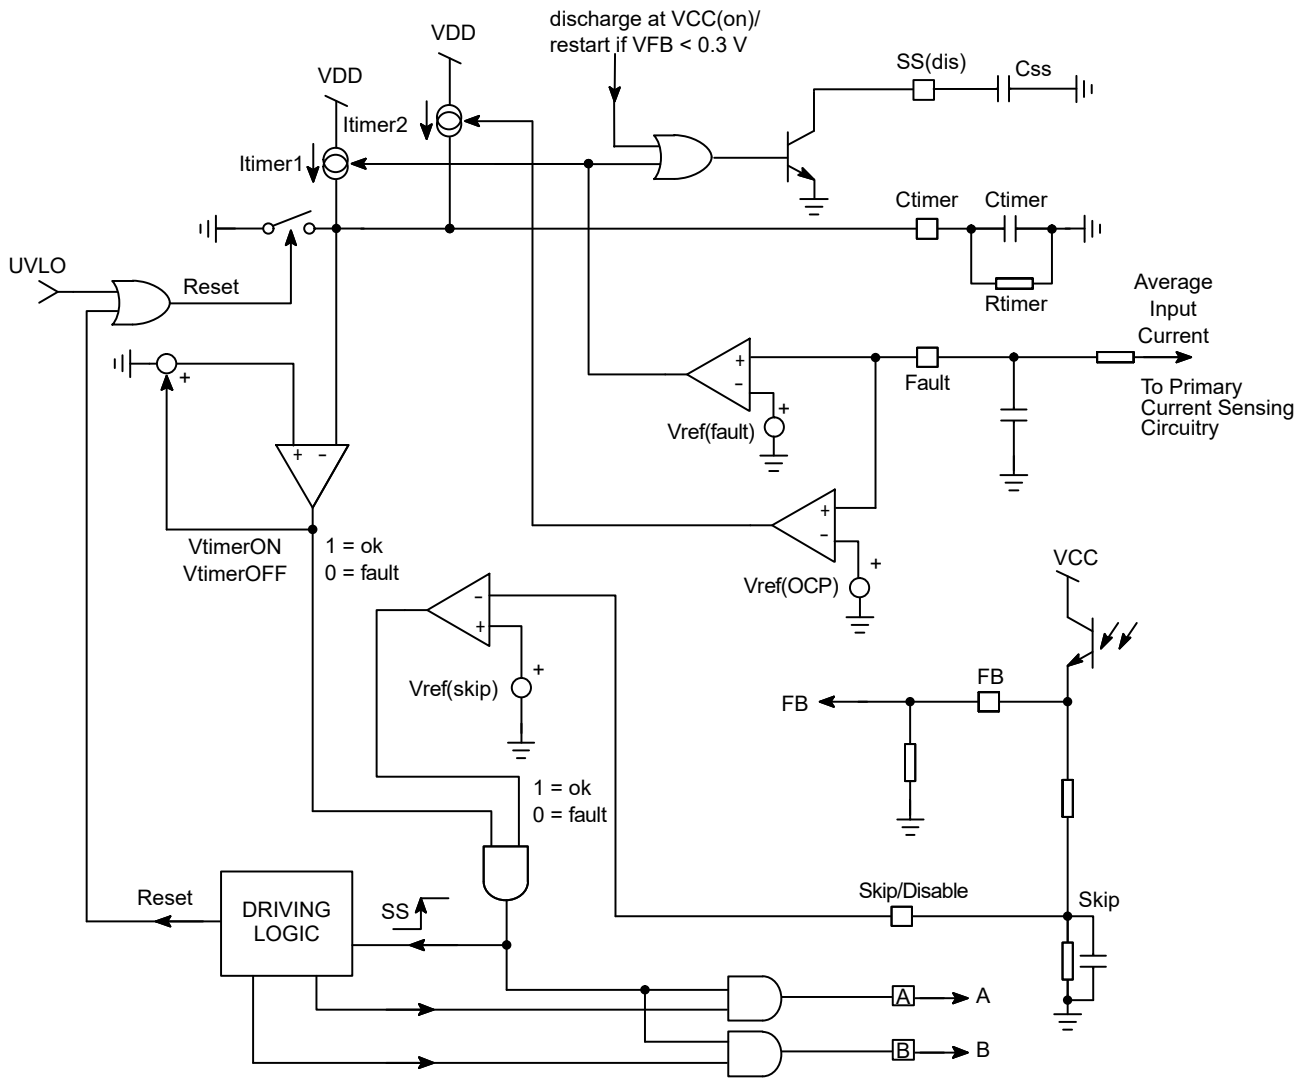 discharge at VCC(on)/
restart if VFB < 0.3 V
VDD
SS(dis)
Css
VDD
Itimer2
Itimer1
Ctimer
Ctimer
UVLO
Reset
Rtimer
Average
Input
Current
+
+
−
Fault
To Primary
Current Sensing
Circuitry
+
Vref(fault)
+ −
+
−
VtimerON
VtimerOFF
1 = ok
0 = fault
+
Vref(OCP)
VCC
−
+
+
Vref(skip)
FB
FB
1 = ok
0 = fault
Reset
DRIVING
LOGIC
SS
Skip/Disable
Skip
A
A
B
B